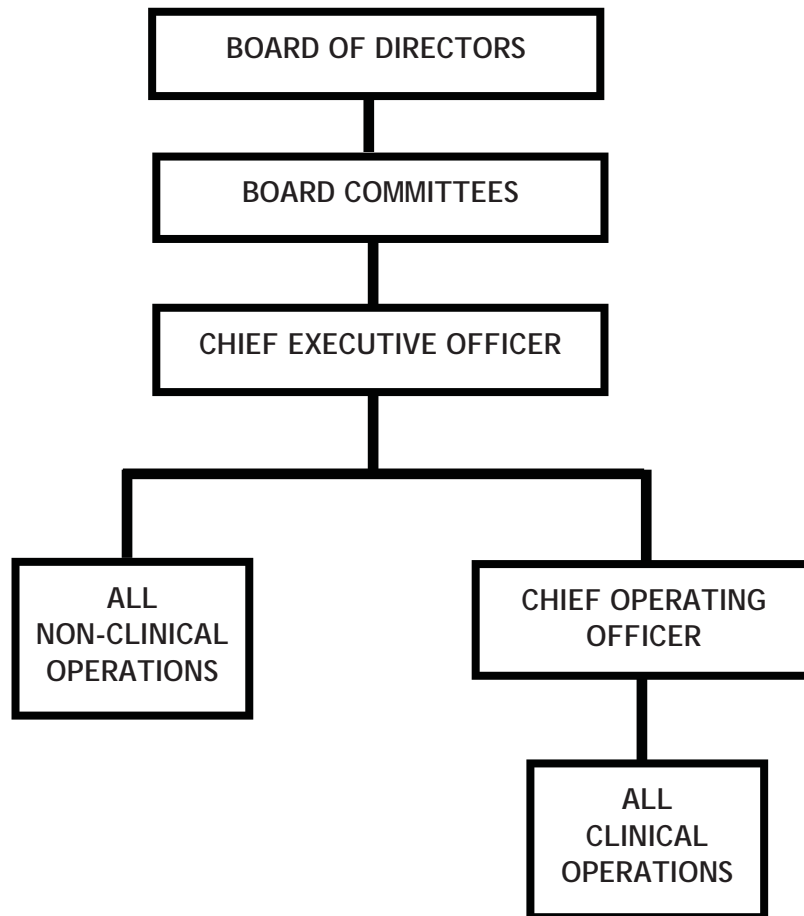 BOARD OF DIRECTORS
BOARD COMMITTEES
CHIEF EXECUTIVE OFFICER
ALL
NON-CLINICAL
OPERATIONS
CHIEF OPERATING
OFFICER
ALL
CLINICAL
OPERATIONS